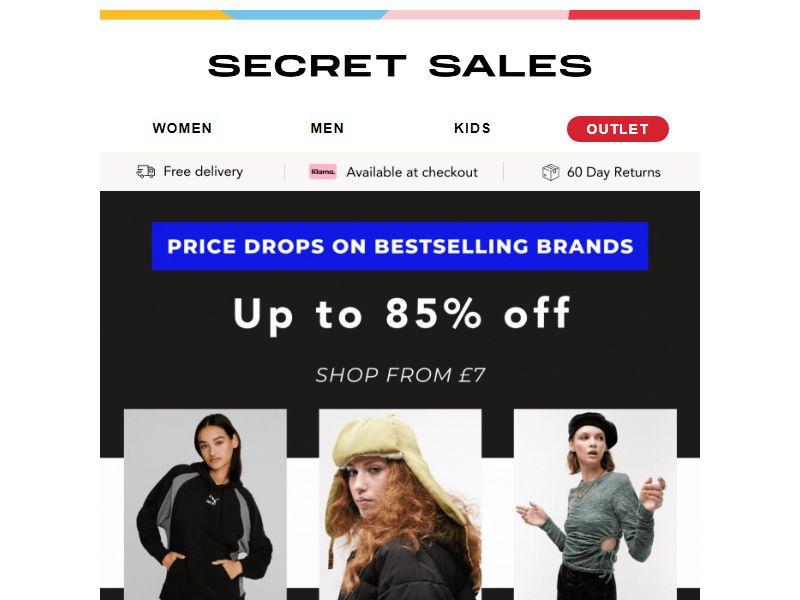 SECRET SALES
WOMEN
MEN
KIDS
OUTLET
Free delivery
Klarna.
Available at checkout
60 Day Returns
PRICE DROPS ON BESTSELLING BRANDS
Up to 85% off
SHOP FROM £7